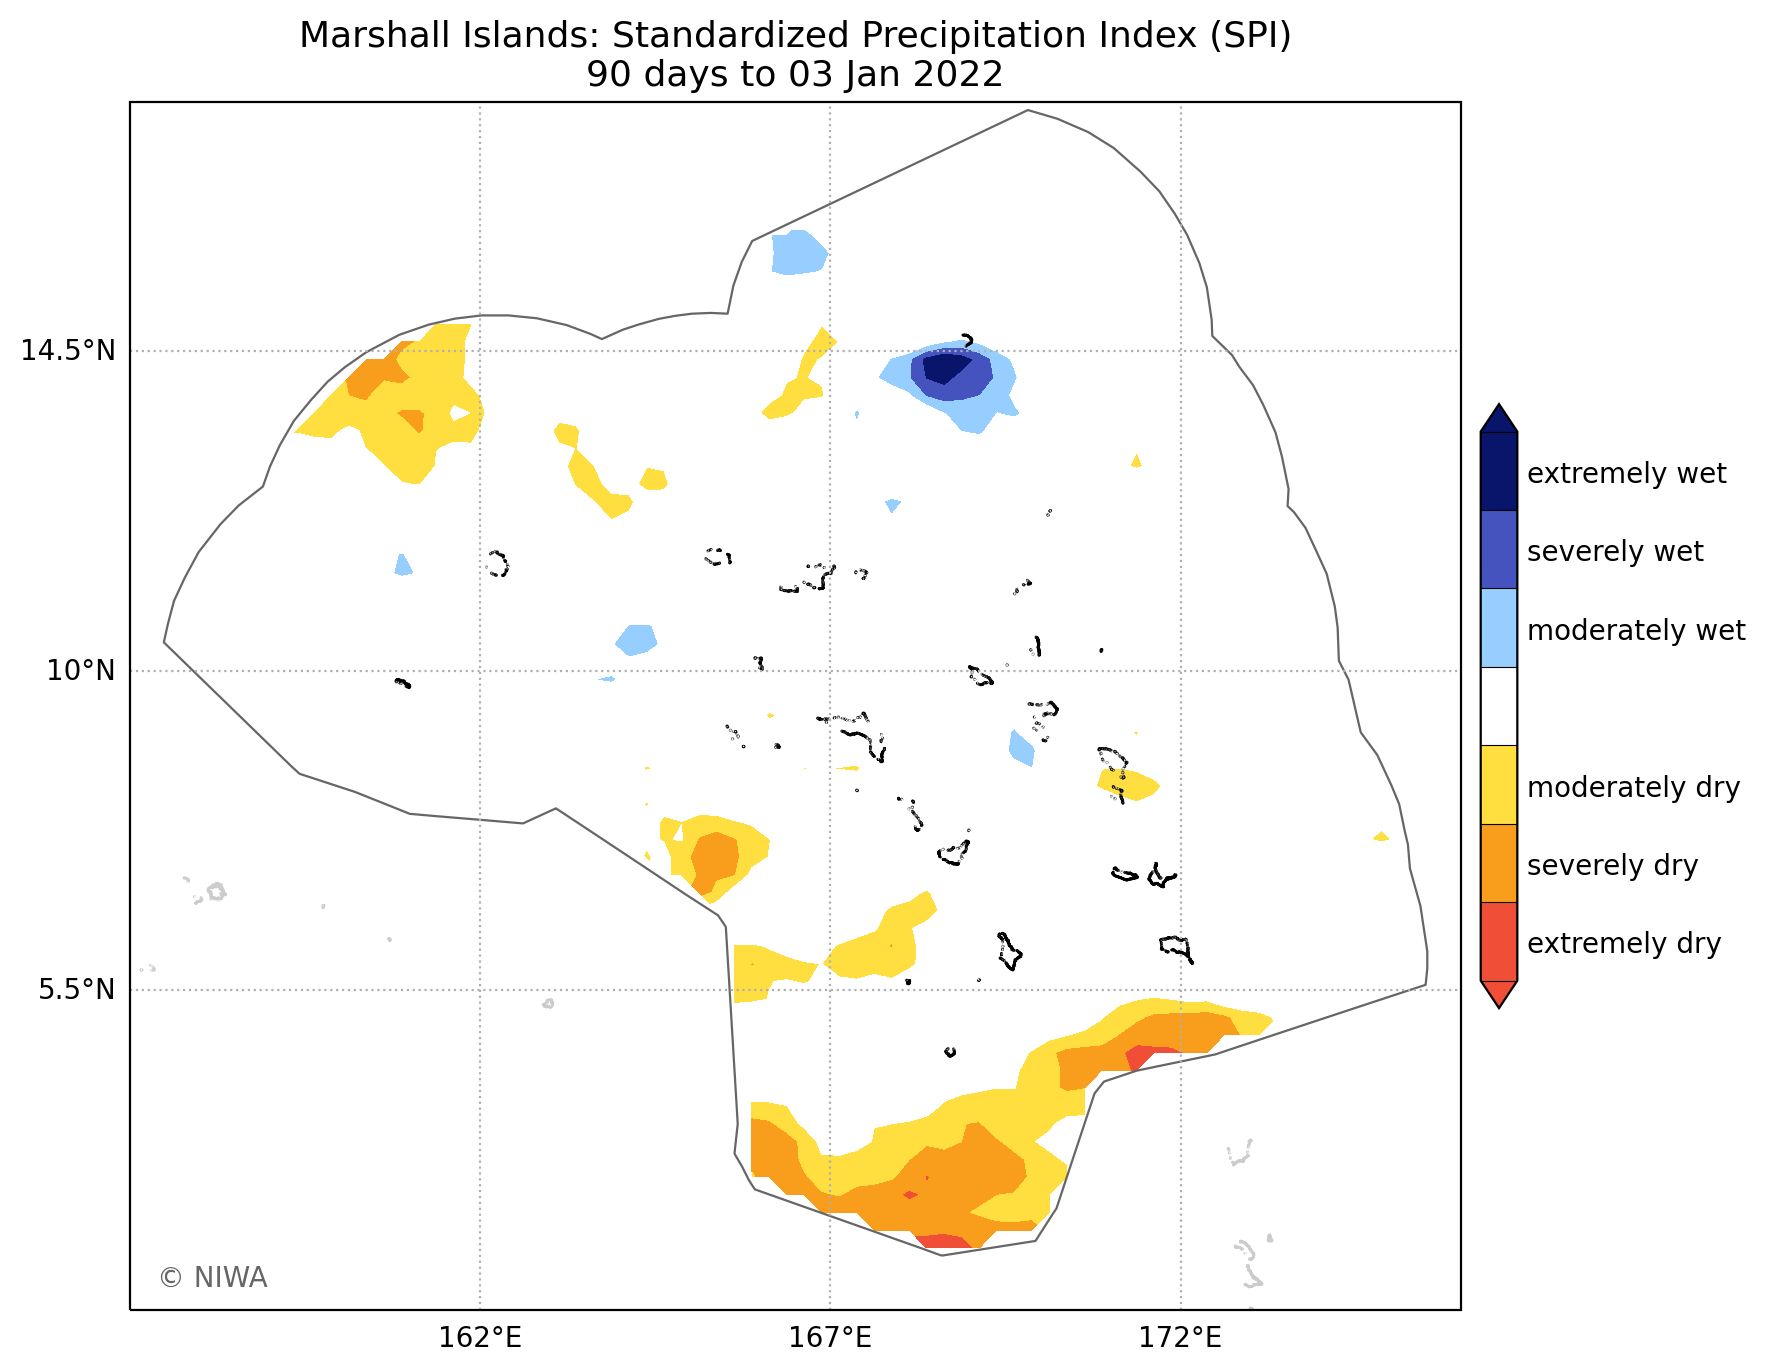 Marshall Islands: Standardized Precipitation Index (SPI)
90 days to 03 Jan 2022
14.5°N
10°N
5.5°N
162°E
167°E
172°E
extremely wet
severely wet
moderately wet
moderately dry
severely dry
extremely dry
© NIWA